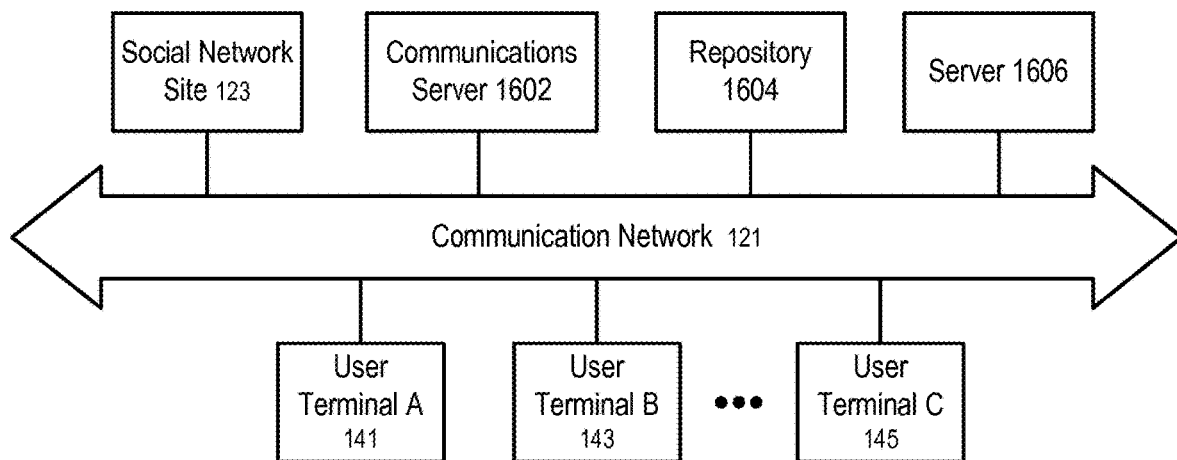 Social Network
Site 123
Communications
Server 1602
Repository
1604
Server 1606
Communication Network 121
User
Terminal A
141
User
Terminal B
143
User
Terminal C
145